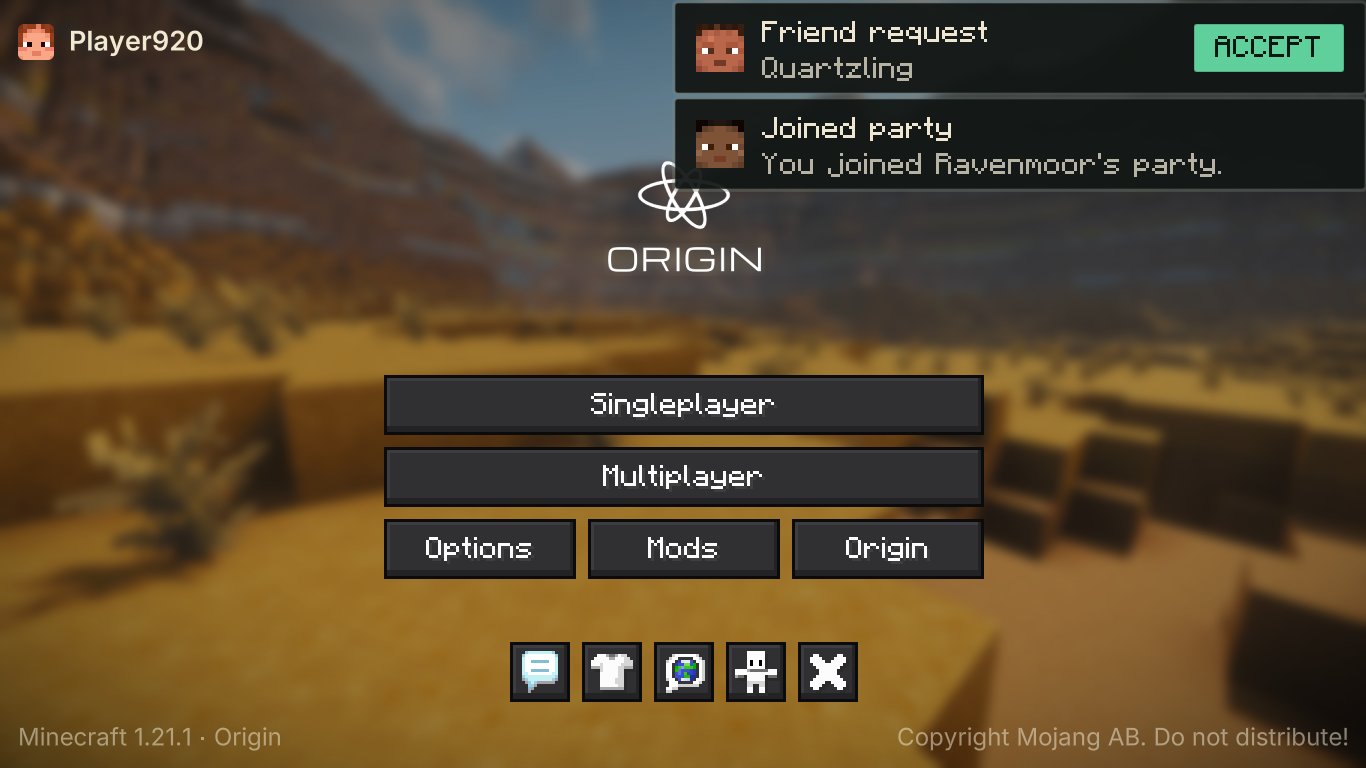 Player920
Friend request
Quartzling
ACCEPT
Joined party
You joined Ravenmoor's party.
ORIGIN
Singleplayer
Multiplayer
Options
Mods
Origin
Minecraft 1.21.1 · Origin
Copyright Mojang AB. Do not distribute!